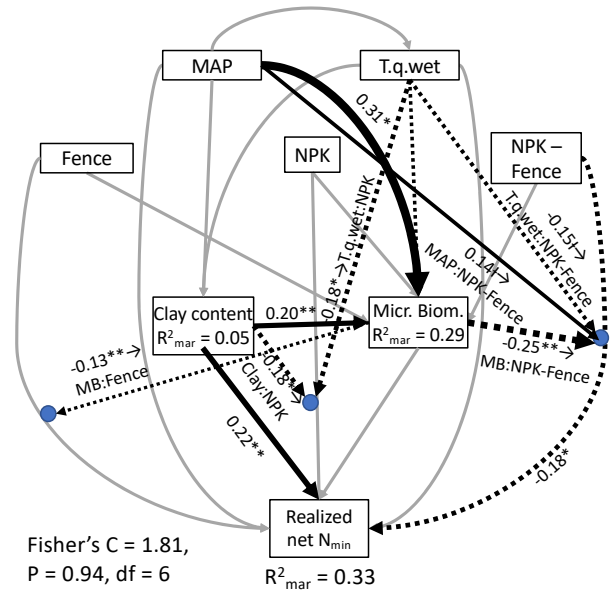 MAP
T.q.wet
0.31*
Fence
NPK
NPK –
Fence
-0.18*→T.q.wet:NPK
0.14ƚ→
MAP:NPK-Fence
T.q.wet:NPK-Fence
-0.15ƚ→
Clay content
R²mar = 0.05
0.20**
Micr. Biom.
R²mar = 0.29
-0.13**→
MB:Fence
-0.18*→
Clay:NPK
-0.25**→
MB:NPK-Fence
0.22**
-0.18*
Realized
net Nmin
R²mar = 0.33
Fisher's C = 1.81,
P = 0.94, df = 6